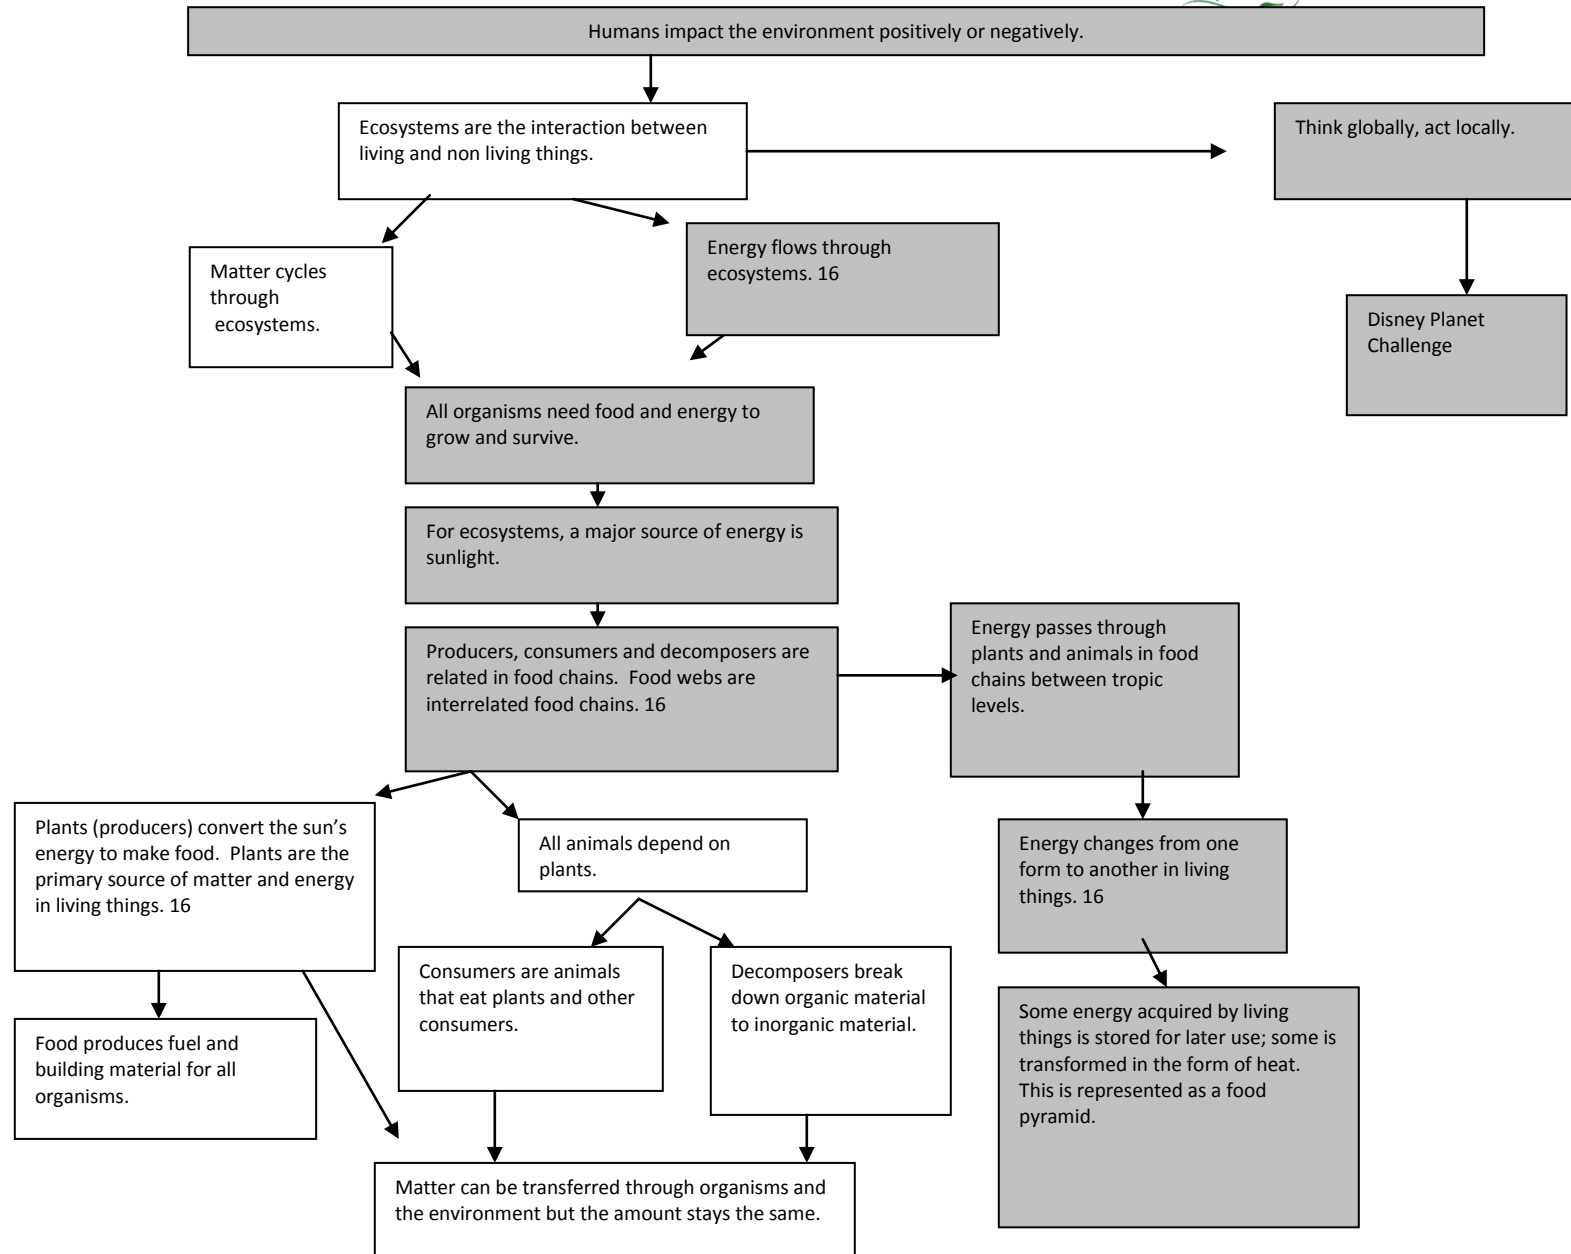 Humans impact the environment positively or negatively.
Ecosystems are the interaction between
living and non living things.
Think globally, act locally.
Matter cycles
through
ecosystems.
Energy flows through
ecosystems. 16
Disney Planet
Challenge
All organisms need food and energy to
grow and survive.
For ecosystems, a major source of energy is
sunlight.
Producers, consumers and decomposers are
related in food chains.  Food webs are
interrelated food chains. 16
Energy passes through
plants and animals in food
chains between tropic
levels.
Plants (producers) convert the sun’s
energy to make food.  Plants are the
primary source of matter and energy
in living things. 16
All animals depend on
plants.
Energy changes from one
form to another in living
things. 16
Consumers are animals
that eat plants and other
consumers.
Decomposers break
down organic material
to inorganic material.
Food produces fuel and
building material for all
organisms.
Some energy acquired by living
things is stored for later use; some is
transformed in the form of heat.
This is represented as a food
pyramid.
Matter can be transferred through organisms and
the environment but the amount stays the same.